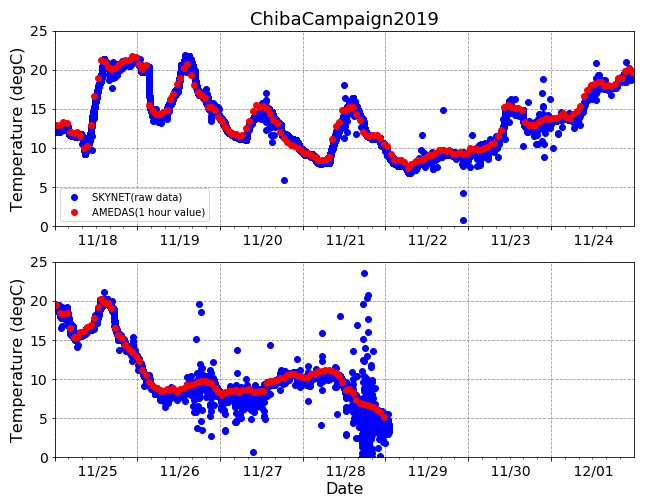 ChibaCampaign2019
Temperature (degC)
25
20
15
10
5
0
SKYNET(raw data)
AMEDAS(1 hour value)
11/18 11/19 11/20 11/21 11/22 11/23 11/24
Temperature (degC)
25
20
15
10
5
0
11/25 11/26 11/27 11/28 11/29 11/30 12/01
Date